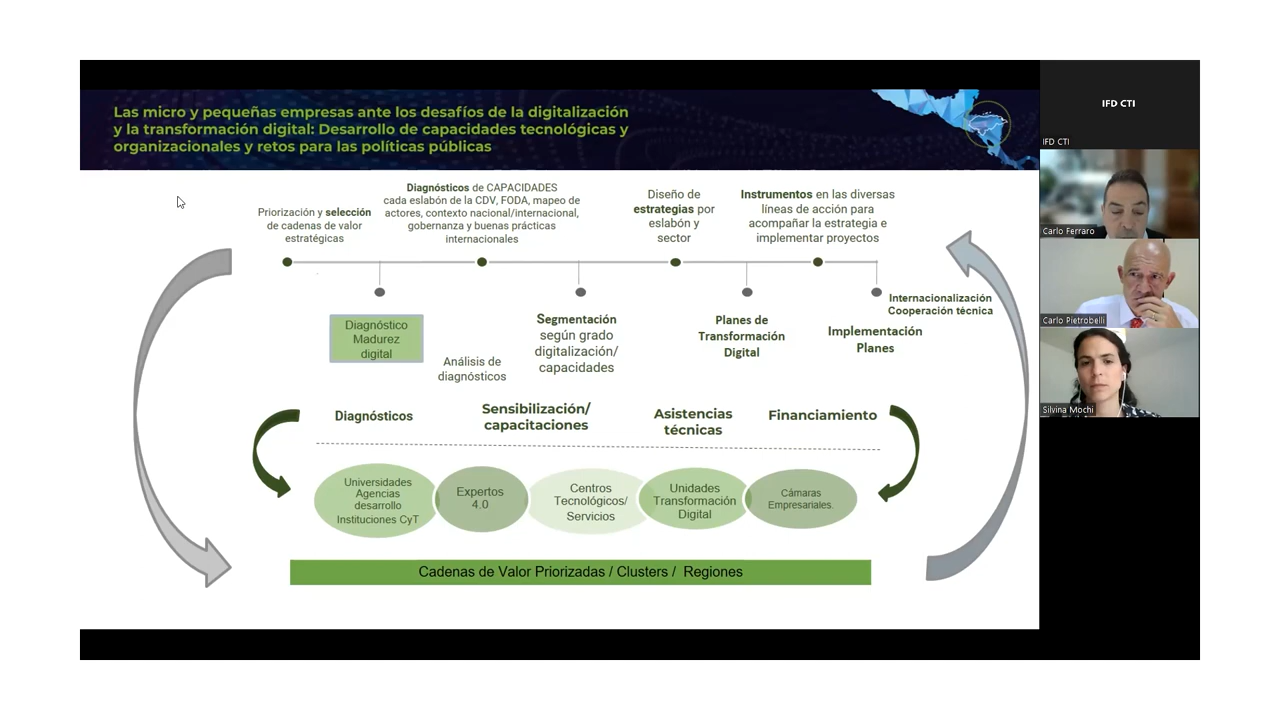 Las micro y pequeñas empresas ante los desafíos de la digitalización
y la transformación digital: Desarrollo de capacidades tecnológicas y
organizacionales y retos para las políticas públicas
IFD CTI
IFD CTI
Carlo Ferraro
Carlo Pietrobelli
Silvina Mochi
Priorización y selección
de cadenas de valor
estratégicas
Diagnósticos de CAPACIDADES
cada eslabón de la CDV, FODA, mapeo de
actores, contexto nacional/internacional,
gobernanza y buenas prácticas
internacionales
Diseño de
estrategias por
eslabón y
sector
Instrumentos en las diversas
líneas de acción para
acompañar la estrategia e
implementar proyectos
Diagnóstico
Madurez
digital
Análisis de
diagnósticos
Segmentación
según grado
digitalización/
capacidades
Planes de
Transformación
Digital
Internacionalización
Cooperación técnica
Implementación
Planes
Diagnósticos
Sensibilización/
capacitaciones
Asistencias
técnicas
Financiamiento
Universidades
Agencias
desarrollo
Instituciones CyT
Expertos
4.0
Centros
Tecnológicos/
Servicios
Unidades
Transformación
Digital
Cámaras
Empresariales.
Cadenas de Valor Priorizadas / Clusters / Regiones